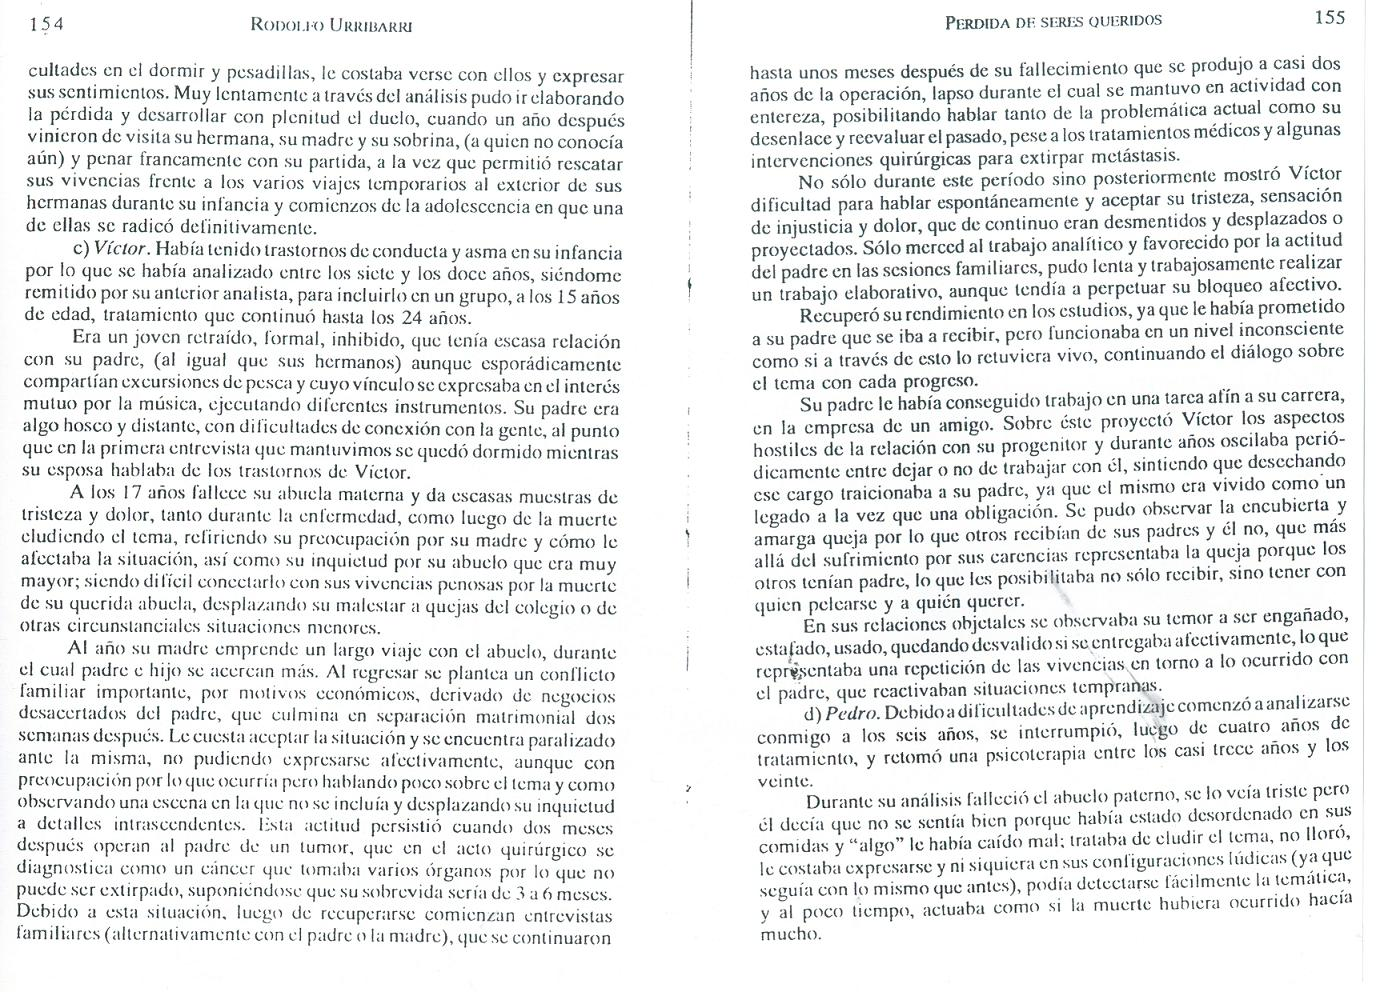 154
RODOLFO URRIBARRI
cultades en el dormir y pesadillas, le costaba verse con ellos y expresar
sus sentimientos. Muy lentamente a través del análisis pudo ir elaborando
la pérdida y desarrollar con plenitud el duelo, cuando un año después
vinieron de visita su hermana, su madre y su sobrina, (a quien no conocía
aún) y penar francamente con su partida, a la vez que permitió rescatar
sus vivencias frente a los varios viajes temporarios al exterior de sus
hermanas durante su infancia y comienzos de la adolescencia en que una
de ellas se radicó definitivamente.
c) Víctor. Había tenido trastornos de conducta y asma en su infancia
por lo que se había analizado entre los siete y los doce años, siéndome
remitido por su anterior analista, para incluirlo en un grupo, a los 15 años
de edad, tratamiento que continuó hasta los 24 años.
Era un joven retraído, formal, inhibido, que tenía escasa relación
con su padre, (al igual que sus hermanos) aunque esporádicamente
compartían excursiones de pesca y cuyo vínculo se expresaba en el interés
mutuo por la música, ejecutando diferentes instrumentos. Su padre era
algo hosco y distante, con dificultades de conexión con la gente, al punto
que en la primera entrevista que mantuvimos se quedó dormido mientras
su esposa hablaba de los trastornos de Víctor.
A los 17 años fallece su abuela materna y da escasas muestras de
tristeza y dolor, tanto durante la enfermedad, como luego de la muerte
eludiendo el tema, refiriendo su preocupación por su madre y cómo le
afectaba la situación, así como su inquietud por su abuelo que era muy
mayor; siendo difícil conectarlo con sus vivencias penosas por la muerte
de su querida abuela, desplazando su malestar a quejas del colegio o de
otras circunstanciales situaciones menores.
Al año su madre emprende un largo viaje con el abuelo, durante
el cual padre e hijo se acercan más. Al regresar se plantea un conflicto
familiar importante, por motivos económicos, derivado de negocios
desacertados del padre, que culmina en separación matrimonial dos
semanas después. Le cuesta aceptar la situación y se encuentra paralizado
ante la misma, no pudiendo expresarse afectivamente, aunque con
preocupación por lo que ocurría pero hablando poco sobre el tema y como
observando una escena en la que no se incluía y desplazando su inquietud
a detalles intrascendentes. Esta actitud persistió cuando dos meses
después operan al padre de un tumor, que en el acto quirúrgico se
diagnostica como un cáncer que tomaba varios órganos por lo que no
puede ser extirpado, suponiéndose que su sobrevida sería de 3 a 6 meses.
Debido a esta situación, luego de recuperarse comienzan entrevistas
familiares (alternativamente con el padre o la madre), que se continuaron
PERDIDA DE SERES QUERIDOS
155
hasta unos meses después de su fallecimiento que se produjo a casi dos
años de la operación, lapso durante el cual se mantuvo en actividad con
entereza, posibilitando hablar tanto de la problemática actual como su
desenlace y reevaluar el pasado, pese a los tratamientos médicos y algunas
intervenciones quirúrgicas para extirpar metástasis.
No sólo durante este período sino posteriormente mostró Víctor
dificultad para hablar espontáneamente y aceptar su tristeza, sensación
de injusticia y dolor, que de continuo eran desmentidos y desplazados o
proyectados. Sólo merced al trabajo analítico y favorecido por la actitud
del padre en las sesiones familiares, pudo lenta y trabajosamente realizar
un trabajo elaborativo, aunque tendía a perpetuar su bloqueo afectivo.
Recuperó su rendimiento en los estudios, ya que le había prometido
a su padre que se iba a recibir, pero funcionaba en un nivel inconsciente
como si a través de esto lo retuviera vivo, continuando el diálogo sobre
el tema con cada progreso.
Su padre le había conseguido trabajo en una tarea afín a su carrera,
en la empresa de un amigo. Sobre éste proyectó Víctor los aspectos
hostiles de la relación con su progenitor y durante años oscilaba perió-
dicamente entre dejar o no de trabajar con él, sintiendo que desechando
ese cargo traicionaba a su padre, ya que el mismo era vivido como un
legado a la vez que una obligación. Se pudo observar la encubierta y
amarga queja por lo que otros recibían de sus padres y él no, que más
allá del sufrimiento por sus carencias representaba la queja porque los
otros tenían padre, lo que les posibilitaba no sólo recibir, sino tener con
quien pelearse y a quién querer.
En sus relaciones objetales se observaba su temor a ser engañado,
estafado, usado, quedando desvalido si se entregaba afectivamente, lo que
representaba una repetición de las vivencias en torno a lo ocurrido con
el padre, que reactivaban situaciones tempranas.
d) Pedro. Debido a dificultades de aprendizaje comenzó a analizarse
conmigo a los seis años, se interrumpió, luego de cuatro años de
tratamiento, y retomó una psicoterapia entre los casi trece años y los
veinte.
Durante su análisis falleció el abuelo paterno, se lo veía triste pero
él decía que no se sentía bien porque había estado desordenado en sus
comidas y “algo” le había caído mal; trataba de eludir el tema, no lloró,
le costaba expresarse y ni siquiera en sus configuraciones lúdicas (ya que
seguía con lo mismo que antes), podía detectarse fácilmente la temática,
y al poco tiempo, actuaba como si la muerte hubiera ocurrido hacía
mucho.